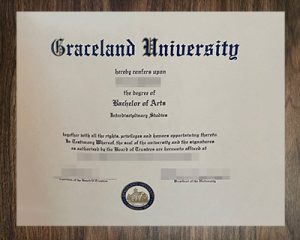 Graceland University
hereby confers upon
the degree of
Bachelor of Arts
Interdisciplinary Studies
together with all the rights, privileges and honors appertaining thereto.
In Testimony Whereof, the seal of the university and the signatures
as authorized by the Board of Trustees are hereunto affixed at
President of the University